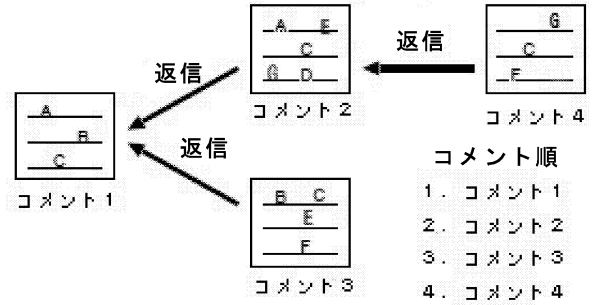 A
B
C
コメント1
返信
A E
C
G D
コメント2
返信
B C
E
F
コメント3
返信
G
C
F
コメント4
コメント順
1. コメント1
2. コメント2
3. コメント3
4. コメント4